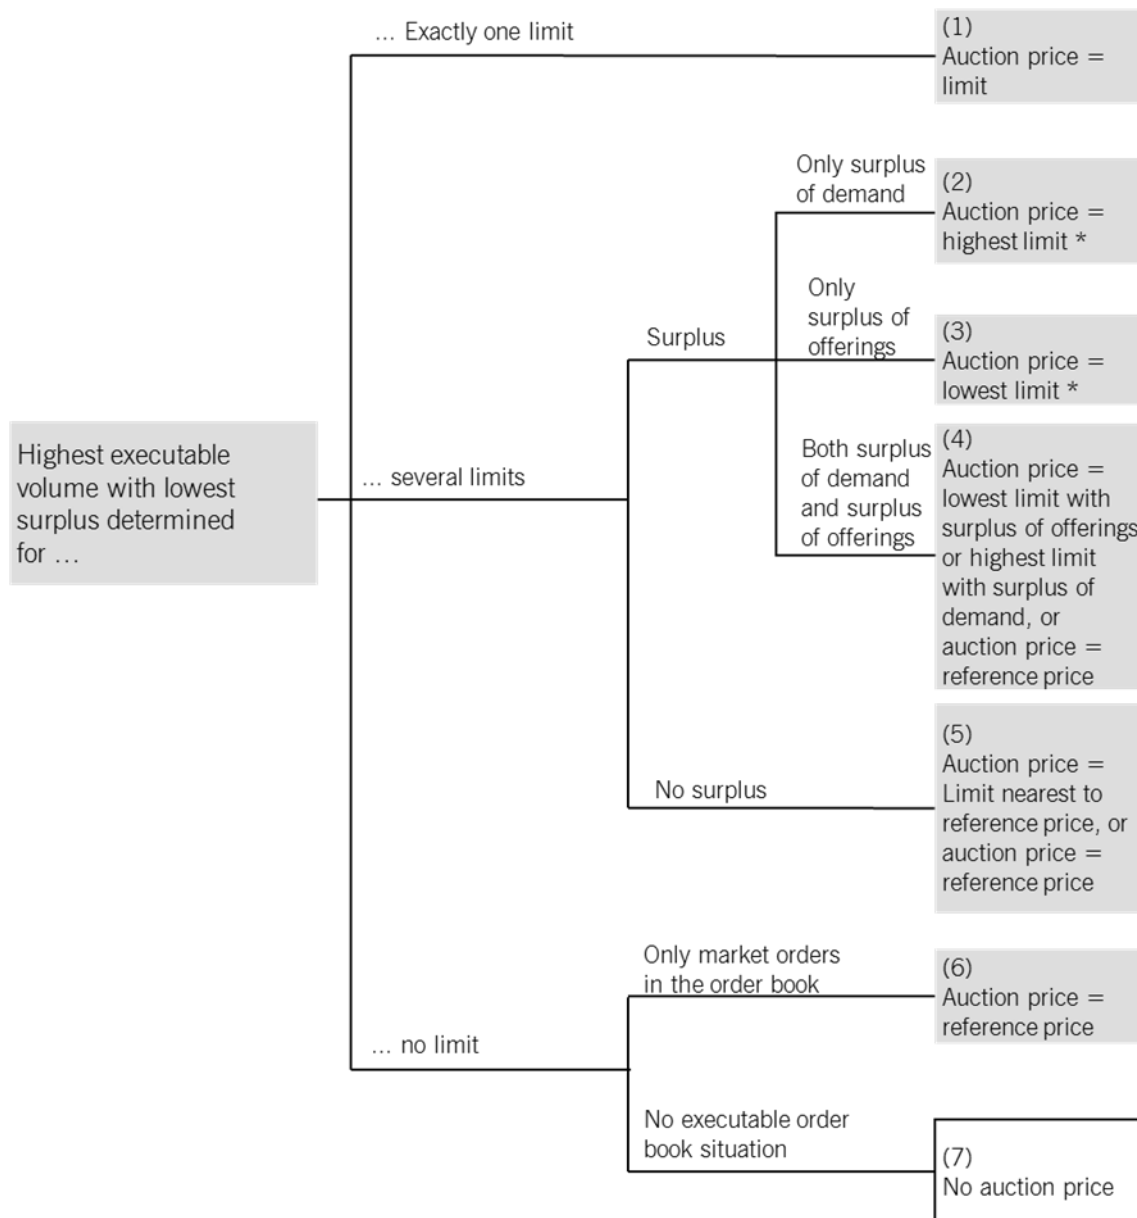 ... Exactly one limit
(1)
Auction price =
limit
Only surplus
of demand
(2)
Auction price =
highest limit *
Only
surplus of
offerings
Surplus
(3)
Auction price =
lowest limit *
Highest executable
volume with lowest
surplus determined
for ...
... several limits
Both surplus
of demand
and surplus
of offerings
(4)
Auction price =
lowest limit with
surplus of offerings
or highest limit
with surplus of
demand, or
auction price =
reference price
No surplus
(5)
Auction price =
Limit nearest to
reference price, or
auction price =
reference price
Only market orders
in the order book
(6)
Auction price =
reference price
... no limit
No executable order
book situation
(7)
No auction price